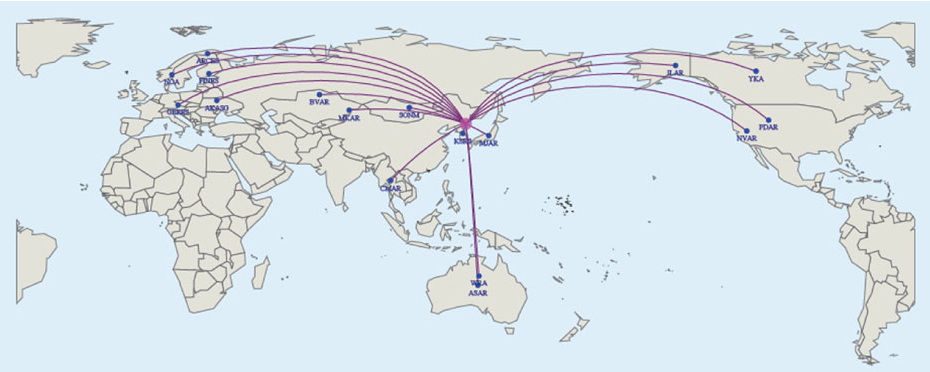 ARCES
NOA
FINES
GERES
AKASG
BVAR
MKAR
SONM
KSRS
MJAR
CMAR
WRA
ASAR
ILAR
YKA
PDAR
NVAR